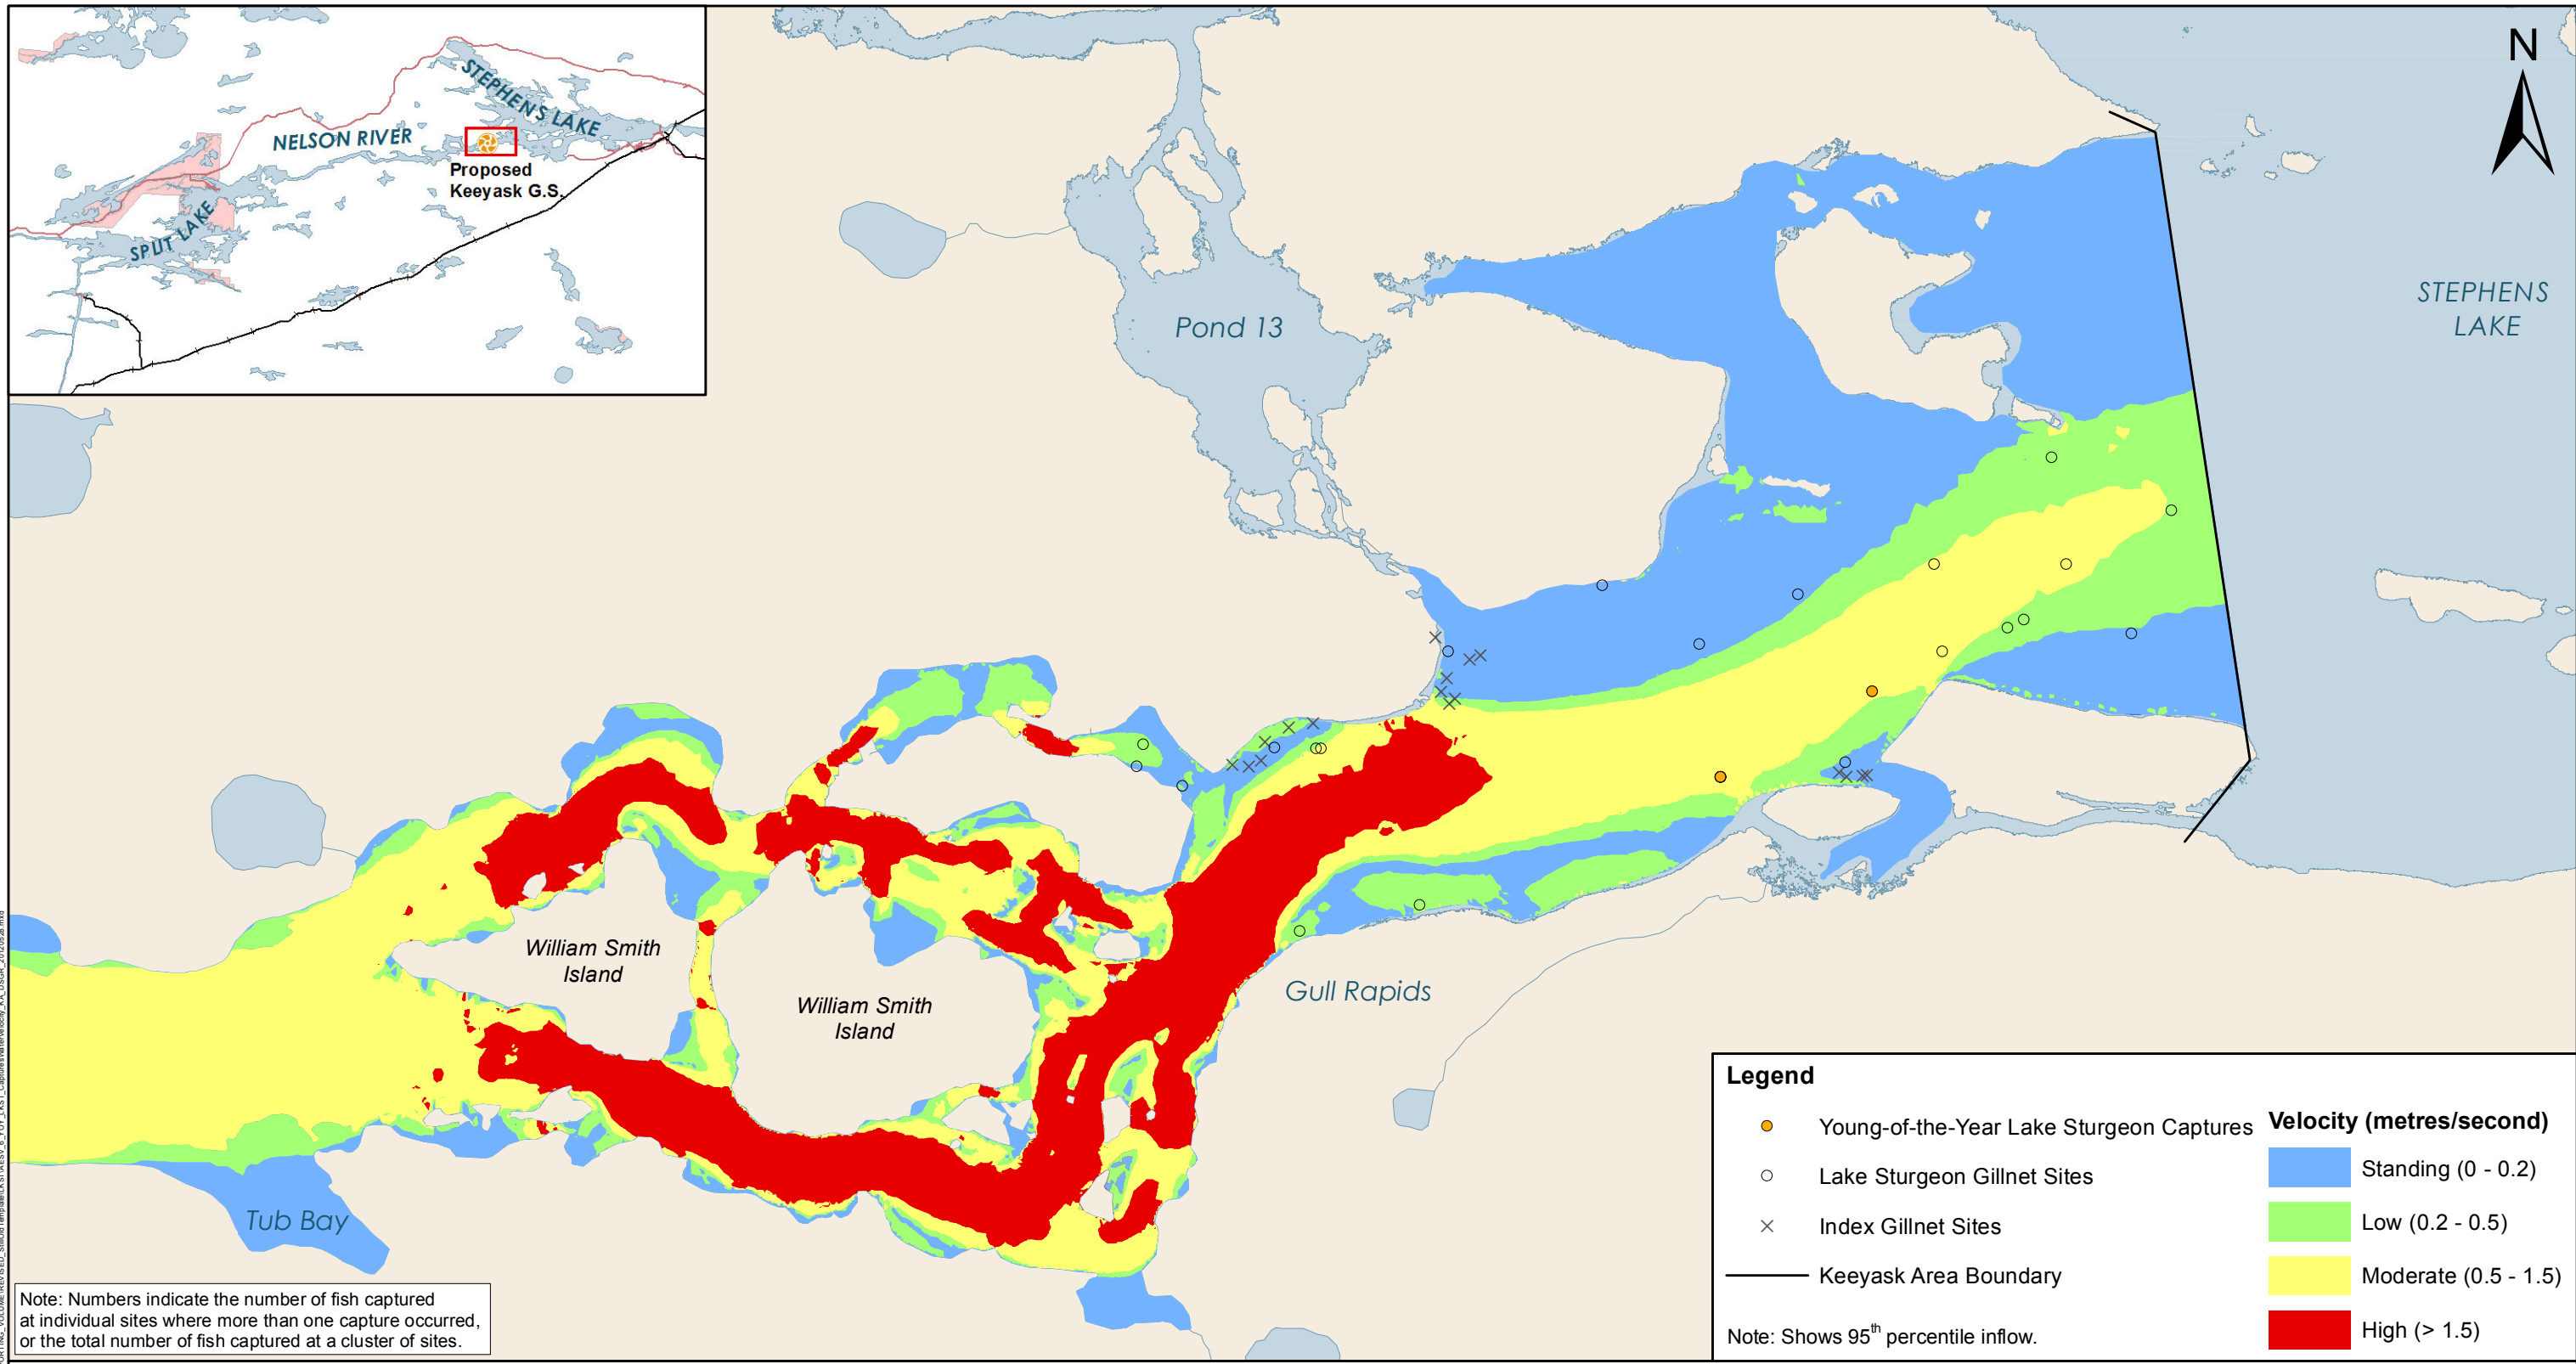 N
STEPHENS LAKE
NELSON RIVER
Proposed
Keeyask G.S.
SPLIT LAKE
Pond 13
STEPHENS
LAKE
William Smith
Island
William Smith
Island
Gull Rapids
Tub Bay
Note: Numbers indicate the number of fish captured
at individual sites where more than one capture occurred,
or the total number of fish captured at a cluster of sites.
Legend
Young-of-the-Year Lake Sturgeon Captures
Lake Sturgeon Gillnet Sites
Index Gillnet Sites
Keeyask Area Boundary
Note: Shows 95th percentile inflow.
Velocity (metres/second)
Standing (0 - 0.2)
Low (0.2 - 0.5)
Moderate (0.5 - 1.5)
High (> 1.5)